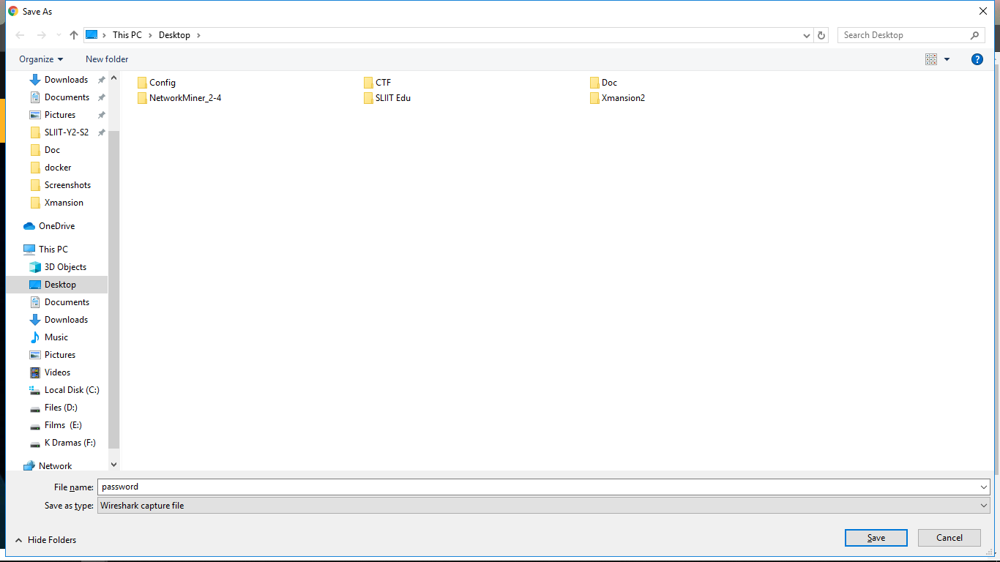 Save As
This PC
Desktop
Search Desktop
Organize
New folder
Downloads
Documents
Pictures
SLIIT-Y2-S2
Doc
docker
Screenshots
Xmansion
OneDrive
This PC
3D Objects
Desktop
Documents
Downloads
Music
Pictures
Videos
Local Disk (C:)
Files (D:)
Films (E:)
K Dramas (F:)
Network
Config
CTF
Doc
NetworkMiner_2-4
SLIIT Edu
Xmansion2
File name: password
Save as type: Wireshark capture file
Hide Folders
Save
Cancel